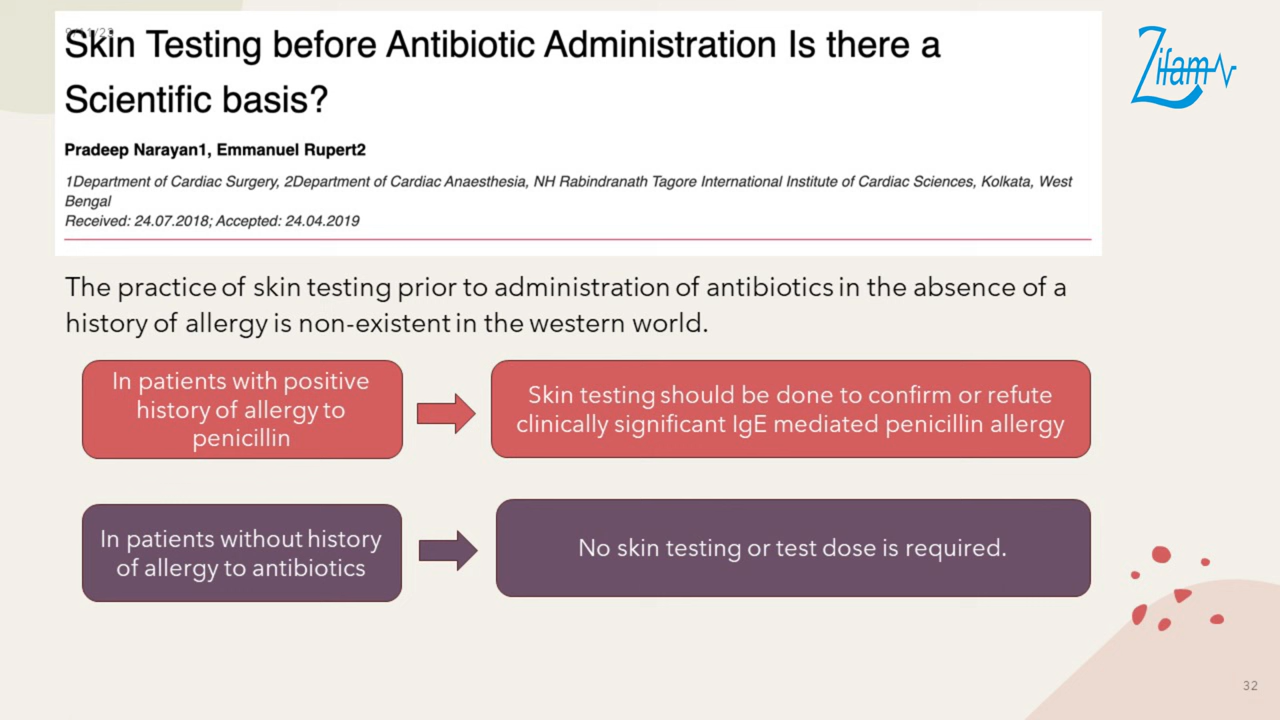 Skin Testing before Antibiotic Administration Is there a
Scientific basis?
Zifam
Pradeep Narayan1, Emmanuel Rupert2
1Department of Cardiac Surgery, 2Department of Cardiac Anaesthesia, NH Rabindranath Tagore International Institute of Cardiac Sciences, Kolkata, West
Bengal
Received: 24.07.2018; Accepted: 24.04.2019
The practice of skin testing prior to administration of antibiotics in the absence of a
history of allergy is non-existent in the western world.
In patients with positive
history of allergy to
penicillin
Skin testing should be done to confirm or refute
clinically significant IgE mediated penicillin allergy
In patients without history
of allergy to antibiotics
No skin testing or test dose is required.
32